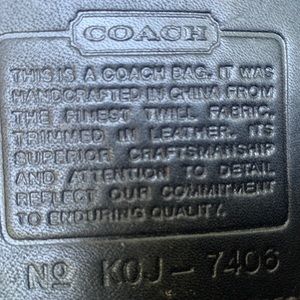 COACH
THIS IS A COACH BAG. IT WAS
HANDCRAFTED IN CHINA FROM
THE FINEST TWILL FABRIC,
TRIMMED IN LEATHER. ITS
SUPERIOR CRAFTSMANSHIP
AND ATTENTION TO DETAIL
REFLECT OUR COMMITMENT
TO ENDURING QUALITY.
Nº K0J-7406